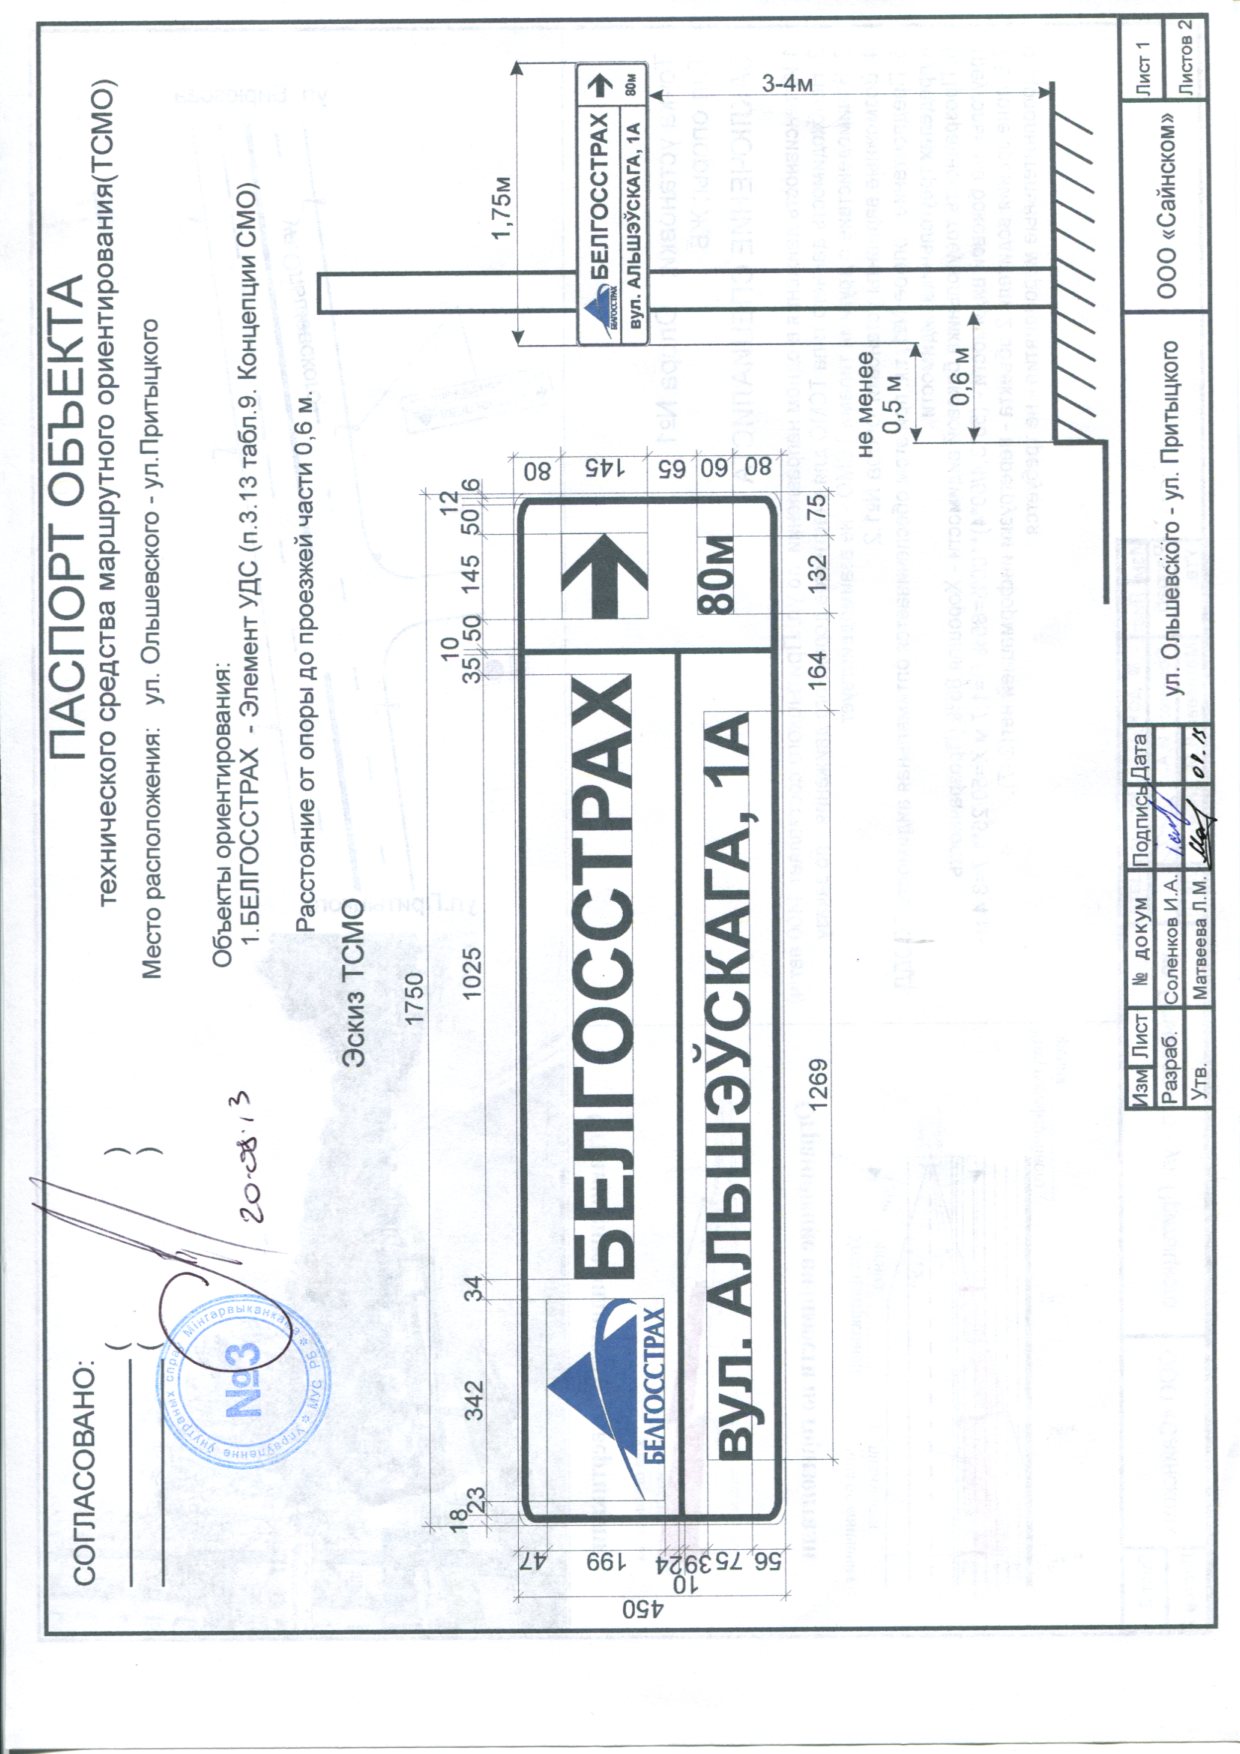 СОГЛАСОВАНО:
( )
( )
20.08.13
Упраўленне ўнутраных спраў Мінгарвыканкама * МУС РБ *
№3
ПАСПОРТ ОБЪЕКТА
технического средства маршрутного ориентирования(ТСМО)
Место расположения: ул. Ольшевского - ул.Притыцкого
Объекты ориентирования:
1.БЕЛГОССТРАХ - Элемент УДС (п.3.13 табл.9. Концепции СМО)
Расстояние от опоры до проезжей части 0,6 м.
Эскиз ТСМО
1750
18 23 342 34 1025 35 10 50 145 50 12 6
БЕЛГОССТРАХ
БЕЛГОССТРАХ
80м
вул. АЛЬШЭЎСКАГА, 1А
47
199
24
39
10
75
56
450
80
145
65
60
80
1269 164 132 75
1,75м
БЕЛГОССТРАХ
БЕЛГОССТРАХ
80м
вул. АЛЬШЭЎСКАГА, 1А
3-4м
не менее
0,5 м
0,6 м
Изм Лист № докум Подпись Дата
Разраб. Соленков И.А.
Утв. Матвеева Л.М. 01.13
ул. Ольшевского - ул. Притыцкого
ООО «Сайнском»
Лист 1
Листов 2